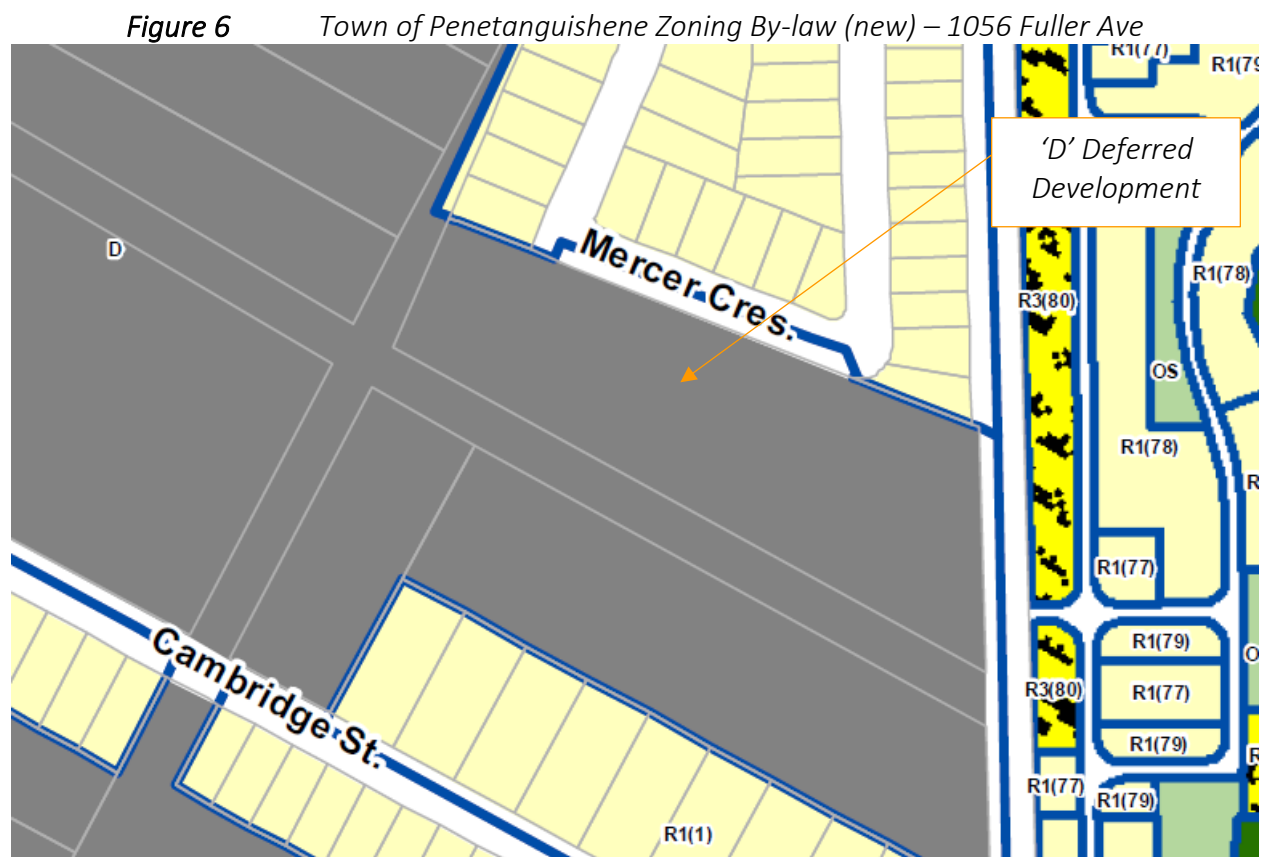 Figure 6 Town of Penetanguishene Zoning By-law (new) – 1056 Fuller Ave
R1(77)
R1(79
‘D’ Deferred
Development
D
Mercer Cres.
R1(78)
R3(80)
OS
R1(78)
R
R1(77)
Cambridge St.
R1(79)
O
R3(80)
R1(77)
R1(79)
R
R1(77)
R1(79)
R1(1)